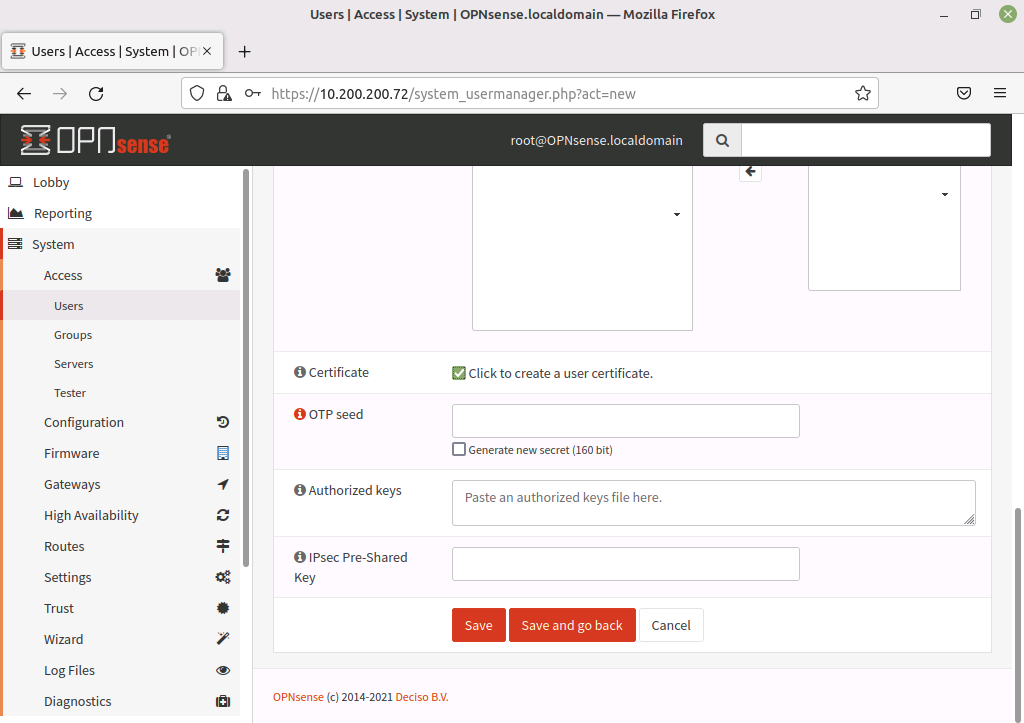 Users | Access | System | OPNsense.localdomain — Mozilla Firefox
Users | Access | System | OP
https://10.200.200.72/system_usermanager.php?act=new
OPNsense
root@OPNsense.localdomain
Lobby
Reporting
System
Access
Users
Groups
Servers
Tester
Configuration
Firmware
Gateways
High Availability
Routes
Settings
Trust
Wizard
Log Files
Diagnostics
Certificate
Click to create a user certificate.
OTP seed
Generate new secret (160 bit)
Authorized keys
Paste an authorized keys file here.
IPsec Pre-Shared
Key
Save
Save and go back
Cancel
OPNsense (c) 2014-2021 Deciso B.V.